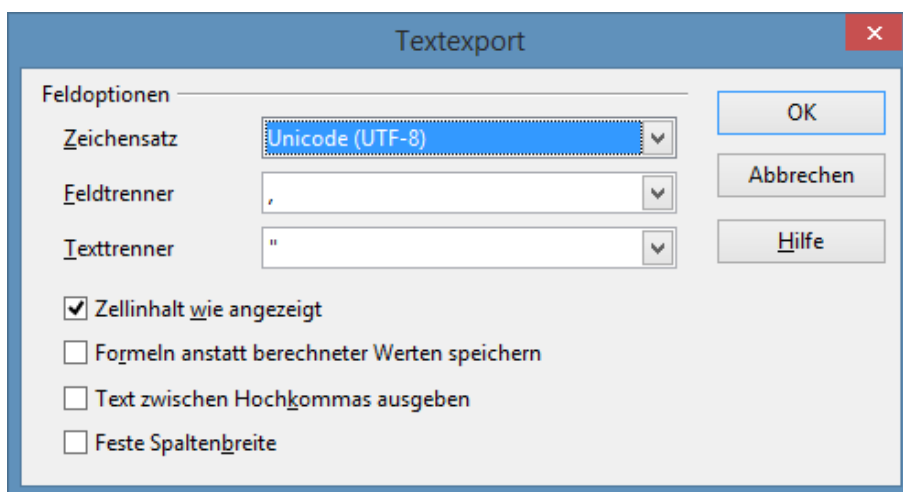 Textexport
Feldoptionen
Zeichensatz Unicode (UTF-8)
Feldtrenner ,
Texttrenner "
Zellinhalt wie angezeigt
Formeln anstatt berechneter Werten speichern
Text zwischen Hochkommas ausgeben
Feste Spaltenbreite
OK
Abbrechen
Hilfe